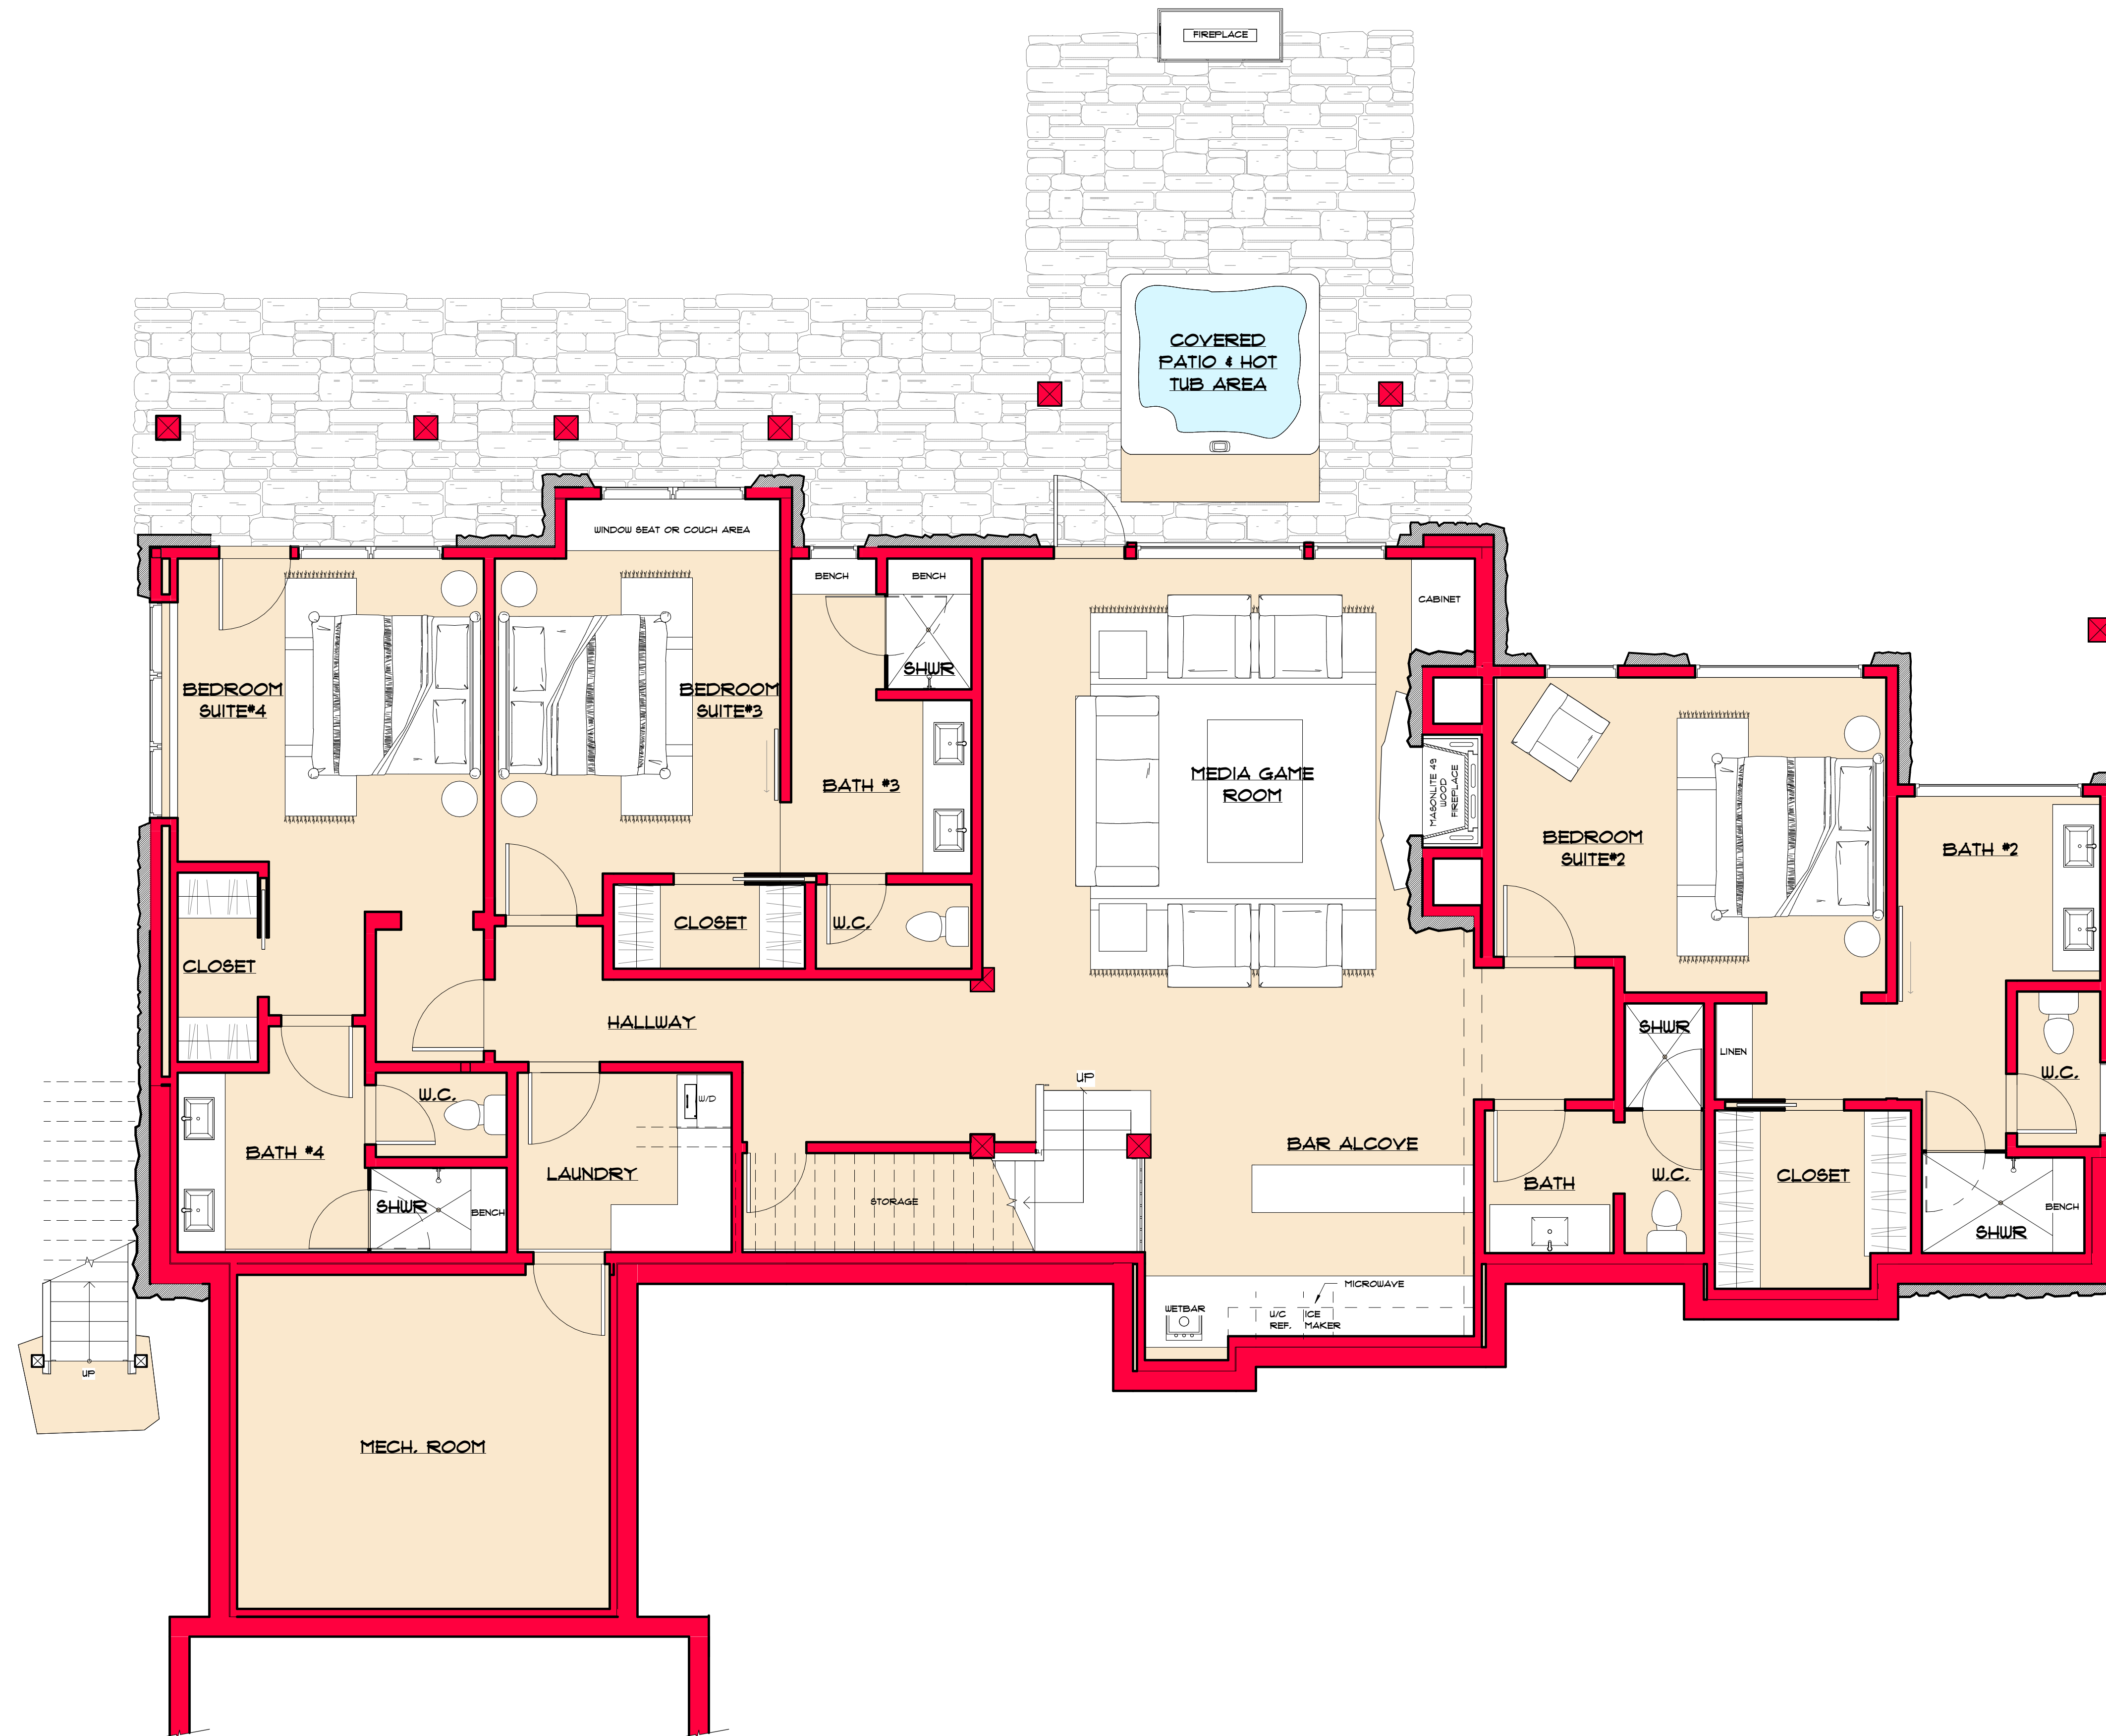 FIREPLACE
COVERED
PATIO & HOT
TUB AREA
WINDOW SEAT OR COUCH AREA
BENCH
BENCH
CABINET
SHWR
BEDROOM
SUITE#4
BEDROOM
SUITE#3
BATH #3
MEDIA GAME
ROOM
MASONLITE 49
WOOD
FIREPLACE
BEDROOM
SUITE#2
BATH #2
CLOSET
CLOSET
W.C.
HALLWAY
SHWR
LINEN
W.C.
UP
W.C.
W/D
BATH #4
LAUNDRY
BAR ALCOVE
BATH
W.C.
CLOSET
SHWR
BENCH
STORAGE
SHWR
BENCH
MICROWAVE
WETBAR
U/C
REF.
ICE
MAKER
UP
MECH. ROOM